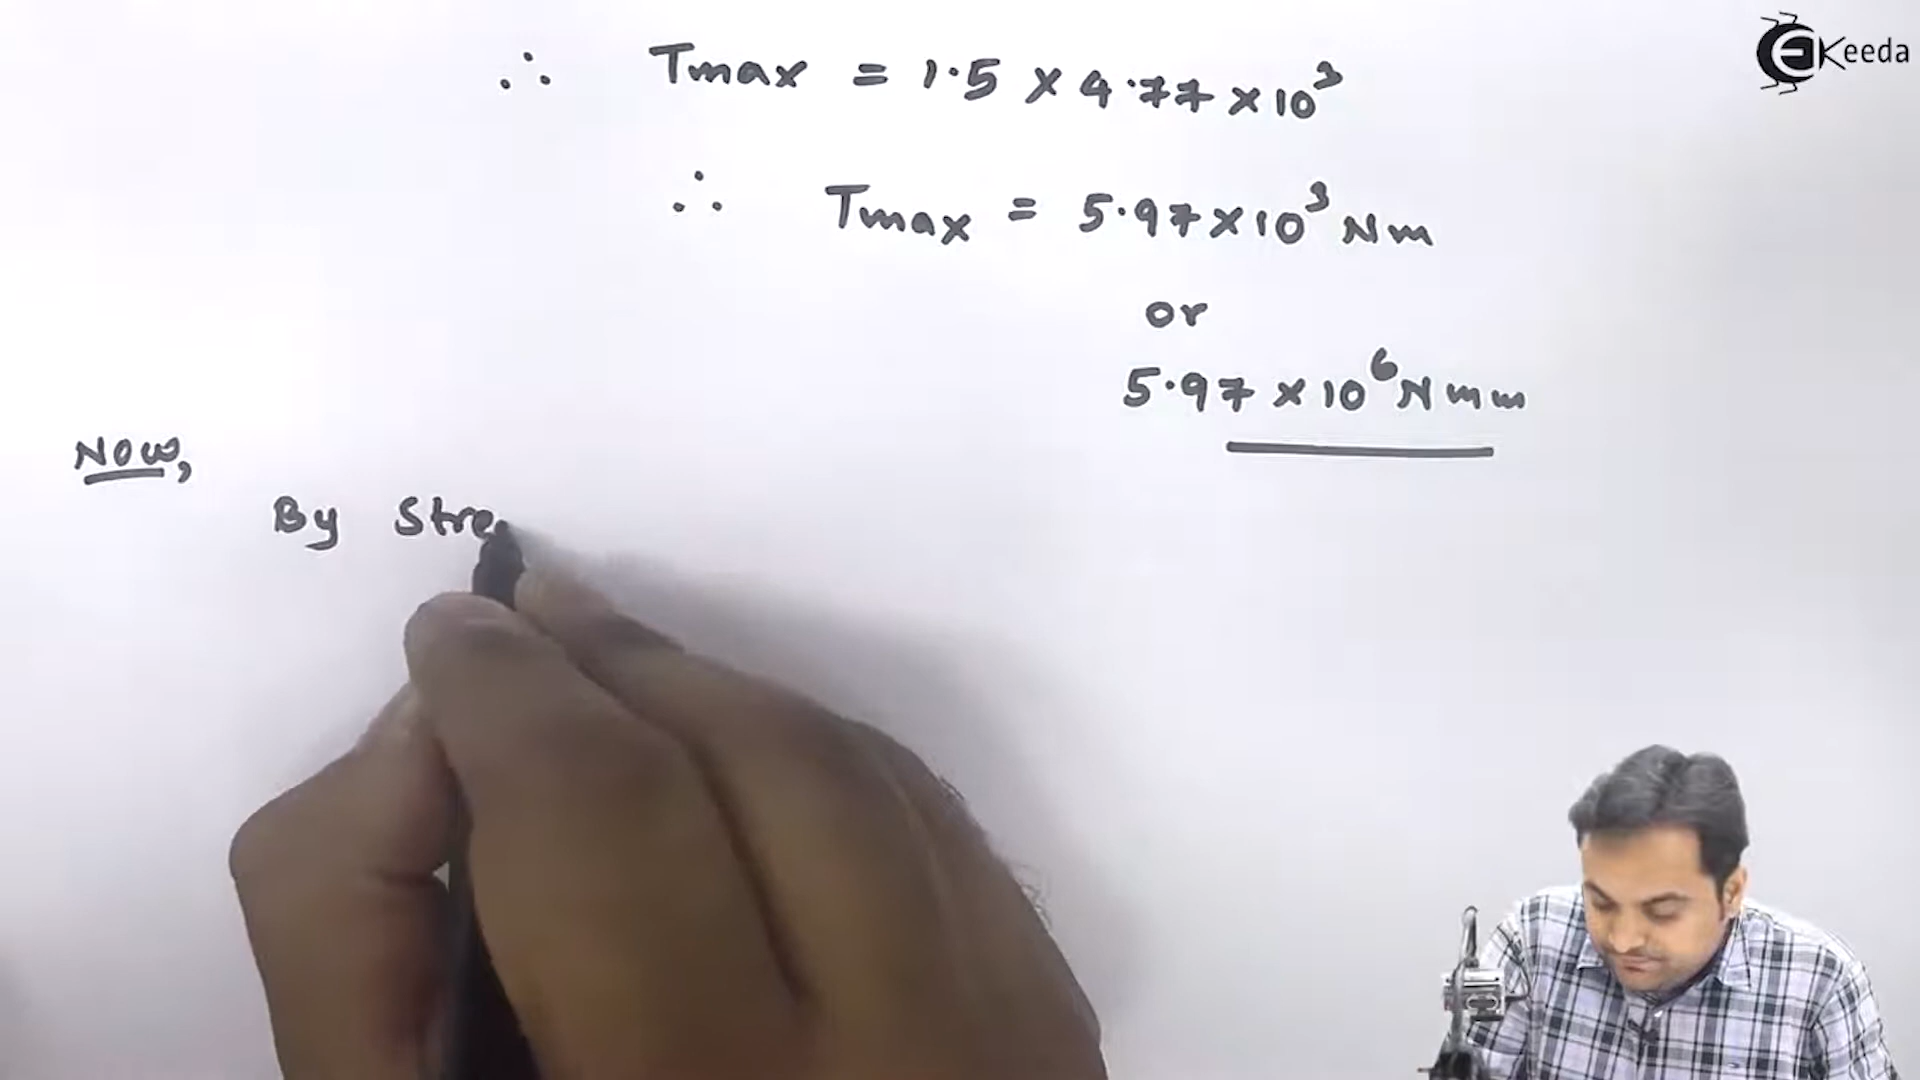 ∴ Tmax = 1.5 × 4.77 × 10³
∴ Tmax = 5.97 × 10³ Nm
or
5.97 × 10⁶ Nmm
Now,
By Stre
EKeeda